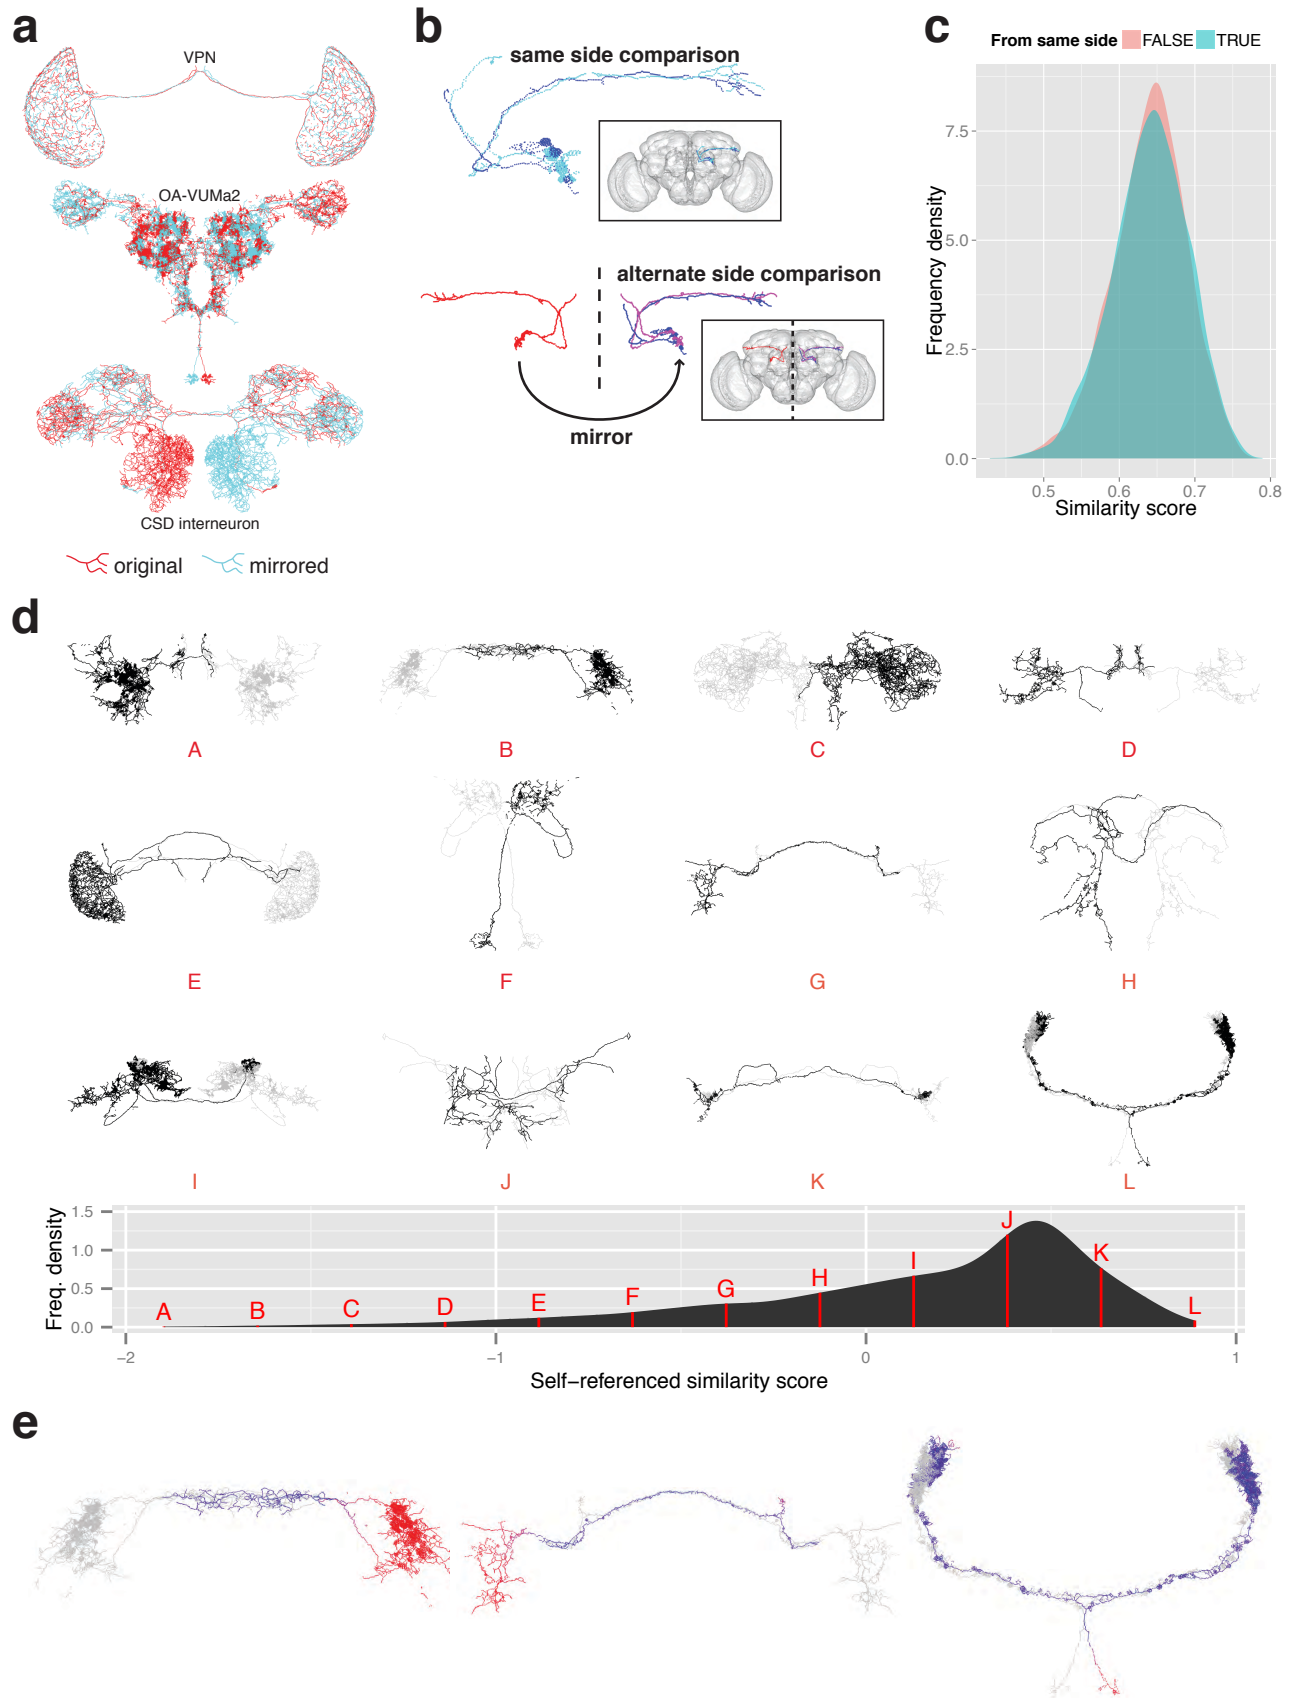 a
VPN
OA-VUMa2
CSD interneuron
original
mirrored
b
same side comparison
alternate side comparison
mirror
c
From same side FALSE TRUE
Frequency density
7.5
5.0
2.5
0.0
0.5 0.6 0.7 0.8
Similarity score
d
A B C D
E F G H
I J K L
Freq. density
1.5
1.0
0.5
0.0
A B C D E F G H I J K L
−2 −1 0 1
Self−referenced similarity score
e